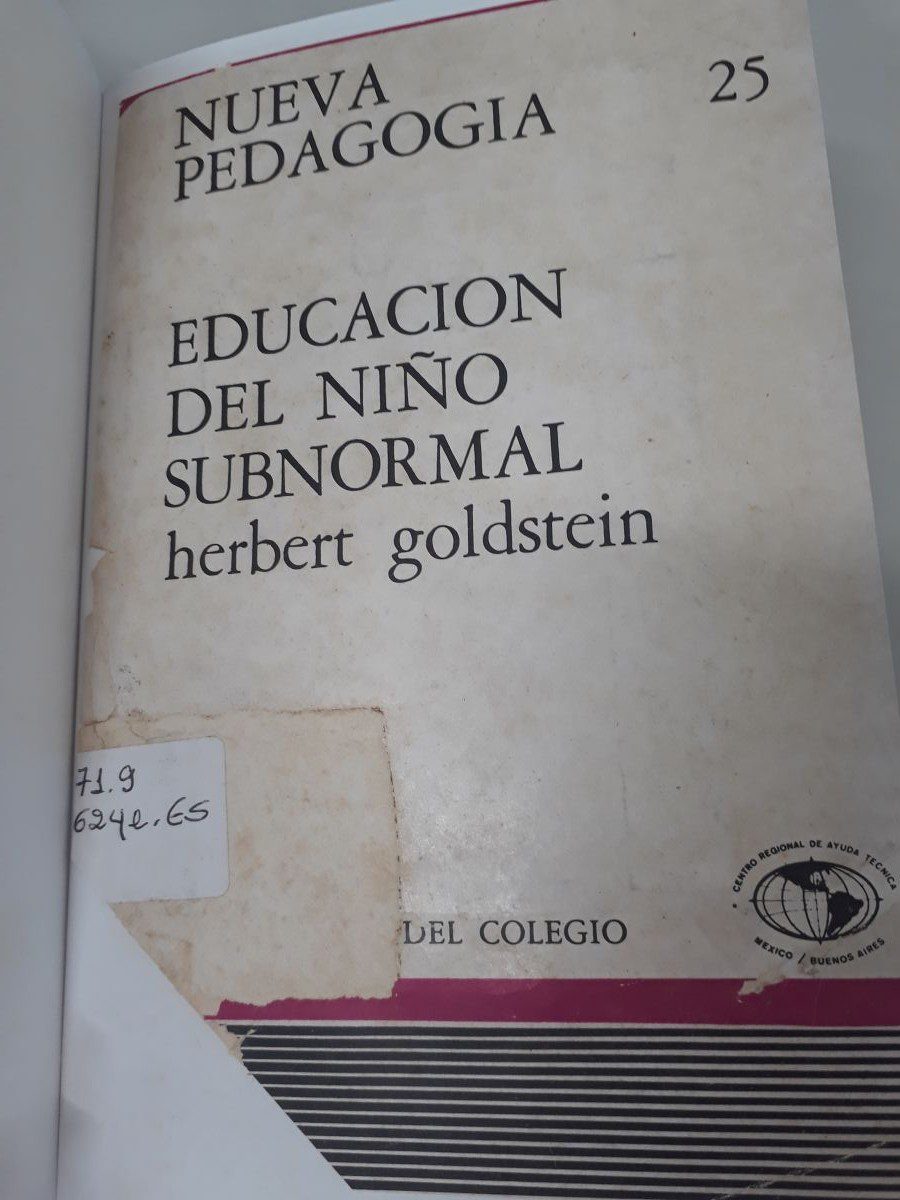 NUEVA
PEDAGOGIA
25
EDUCACION
DEL NIÑO
SUBNORMAL
herbert goldstein
71.9
624e.ES
DEL COLEGIO
CENTRO REGIONAL DE AYUDA TECNICA
MEXICO / BUENOS AIRES